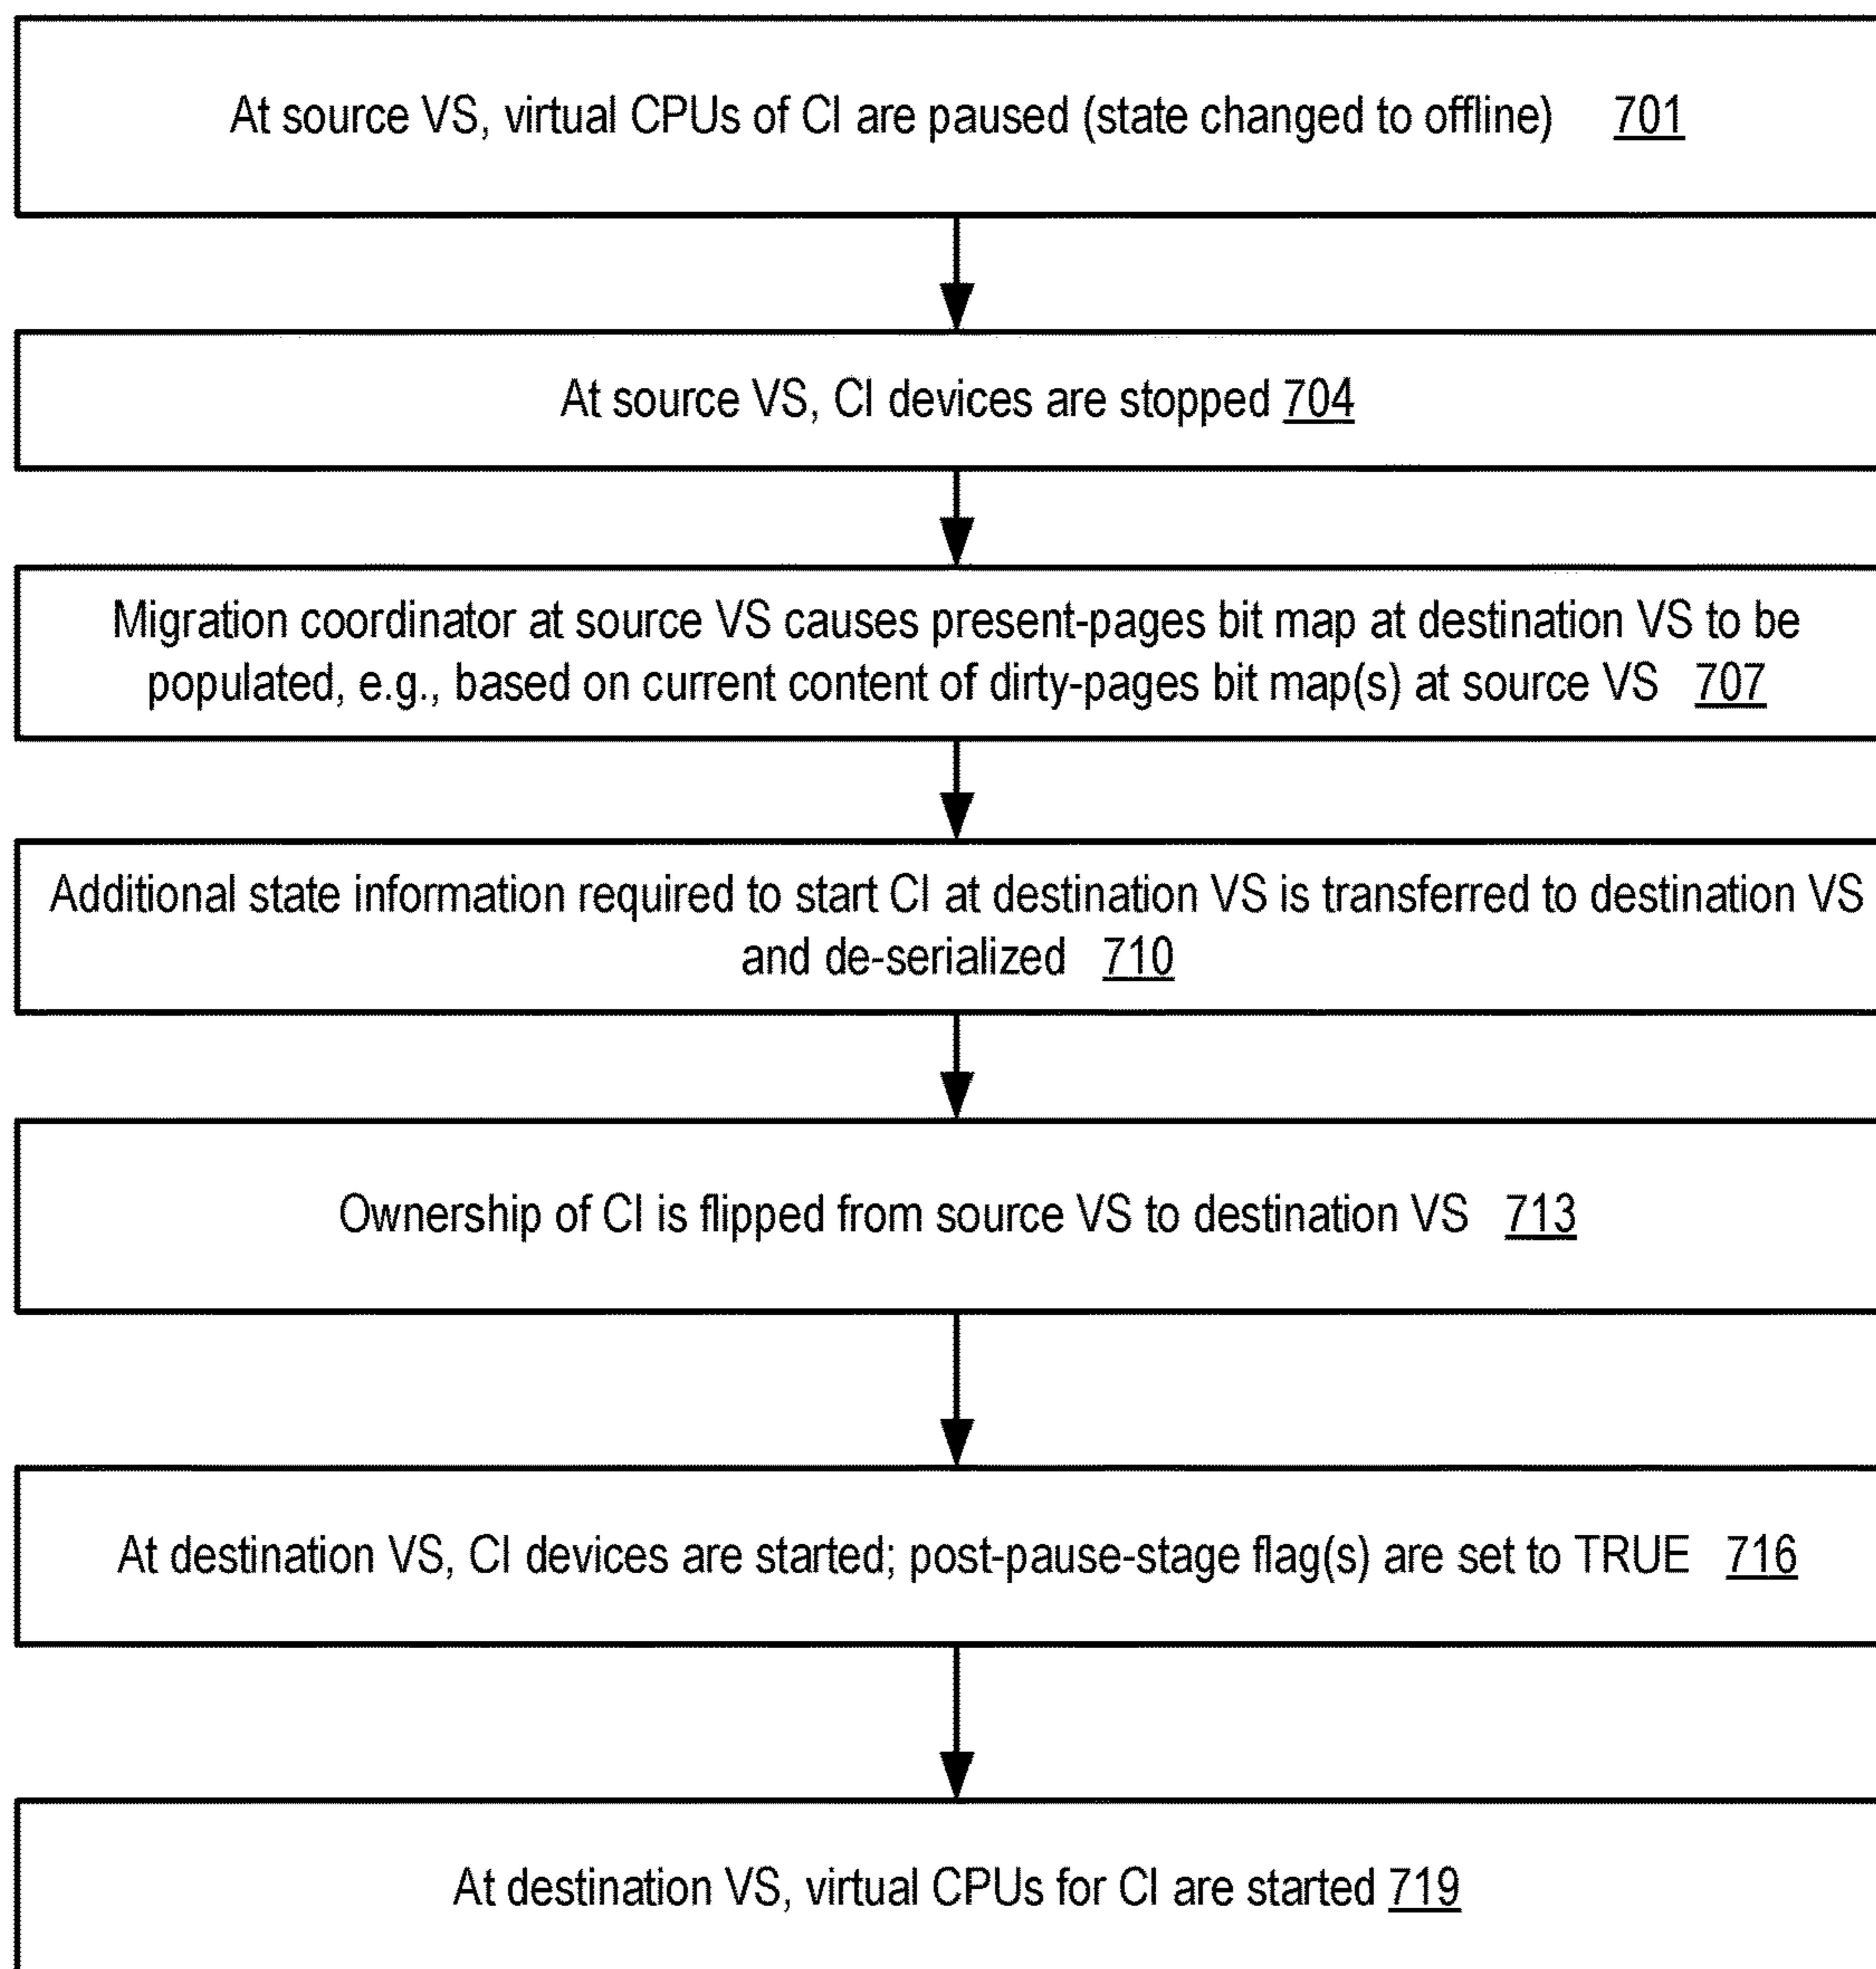 At source VS, virtual CPUs of CI are paused (state changed to offline) 701
At source VS, CI devices are stopped 704
Migration coordinator at source VS causes present-pages bit map at destination VS to be
populated, e.g., based on current content of dirty-pages bit map(s) at source VS 707
Additional state information required to start CI at destination VS is transferred to destination VS
and de-serialized 710
Ownership of CI is flipped from source VS to destination VS 713
At destination VS, CI devices are started; post-pause-stage flag(s) are set to TRUE 716
At destination VS, virtual CPUs for CI are started 719